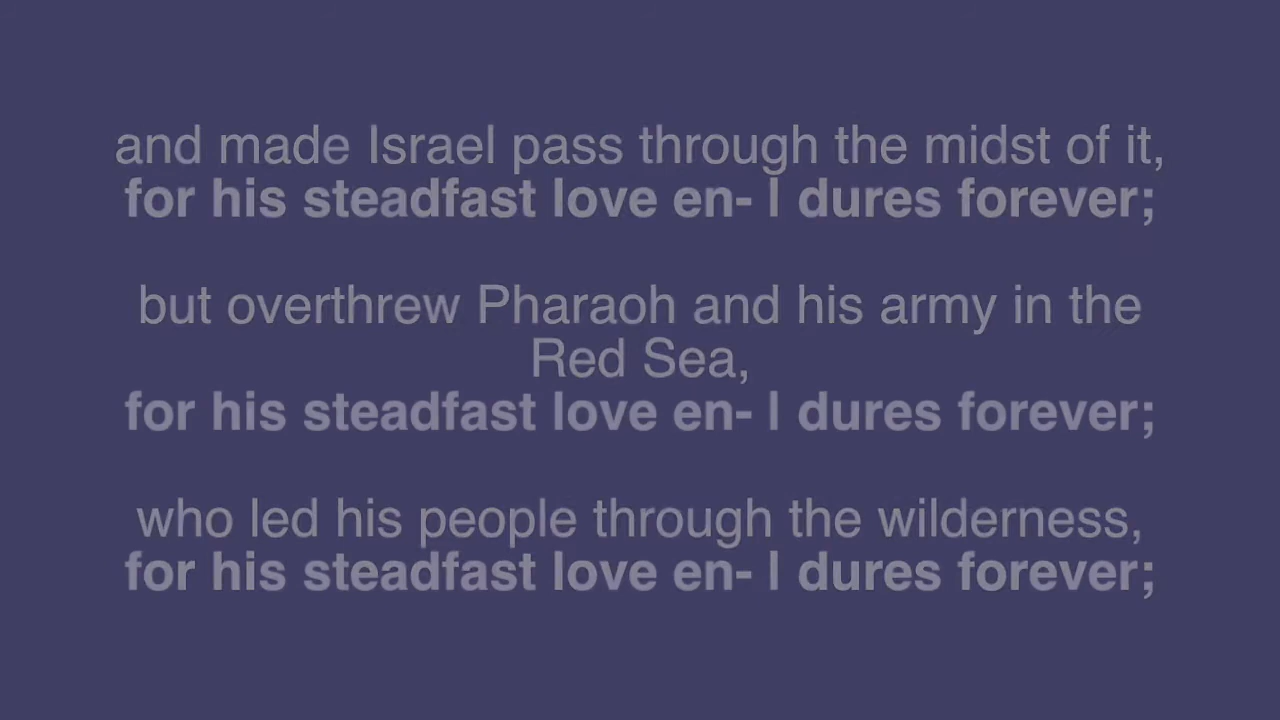 and made Israel pass through the midst of it,
for his steadfast love en- | dures forever;
but overthrew Pharaoh and his army in the
Red Sea,
for his steadfast love en- | dures forever;
who led his people through the wilderness,
for his steadfast love en- | dures forever;